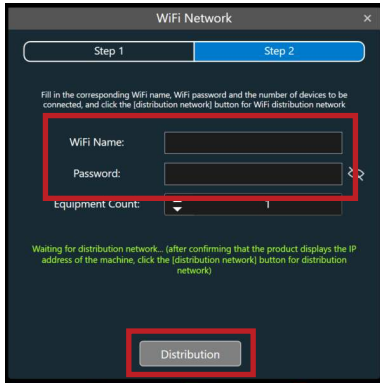 WiFi Network ×
Step 1 Step 2
Fill in the corresponding WiFi name, WiFi password and the number of devices to be
connected, and click the [distribution network] button for WiFi distribution network
WiFi Name:
Password:
Equipment Count: 1
Waiting for distribution network... (after confirming that the product displays the IP
address of the machine, click the [distribution network] button for distribution
network)
Distribution